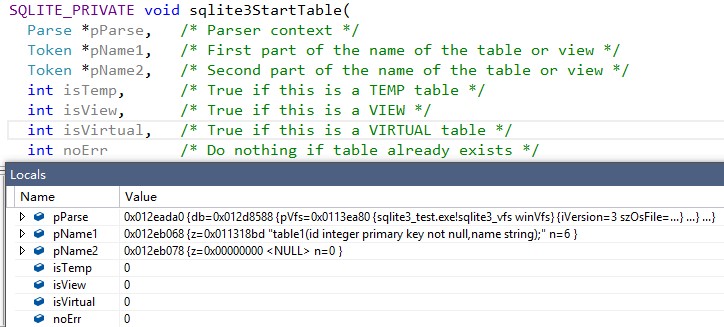 SQLITE_PRIVATE void sqlite3StartTable(
Parse *pParse, /* Parser context */
Token *pName1, /* First part of the name of the table or view */
Token *pName2, /* Second part of the name of the table or view */
int isTemp, /* True if this is a TEMP table */
int isView, /* True if this is a VIEW */
int isVirtual, /* True if this is a VIRTUAL table */
int noErr /* Do nothing if table already exists */
Locals
Name Value
pParse 0x012eada0 {db=0x012d8588 {pVfs=0x0113ea80 {sqlite3_test.exe!sqlite3_vfs winVfs} {iVersion=3 szOsFile=...} ...} ...}
pName1 0x012eb068 {z=0x011318bd "table1(id integer primary key not null,name string);" n=6 }
pName2 0x012eb078 {z=0x00000000 <NULL> n=0 }
isTemp 0
isView 0
isVirtual 0
noErr 0